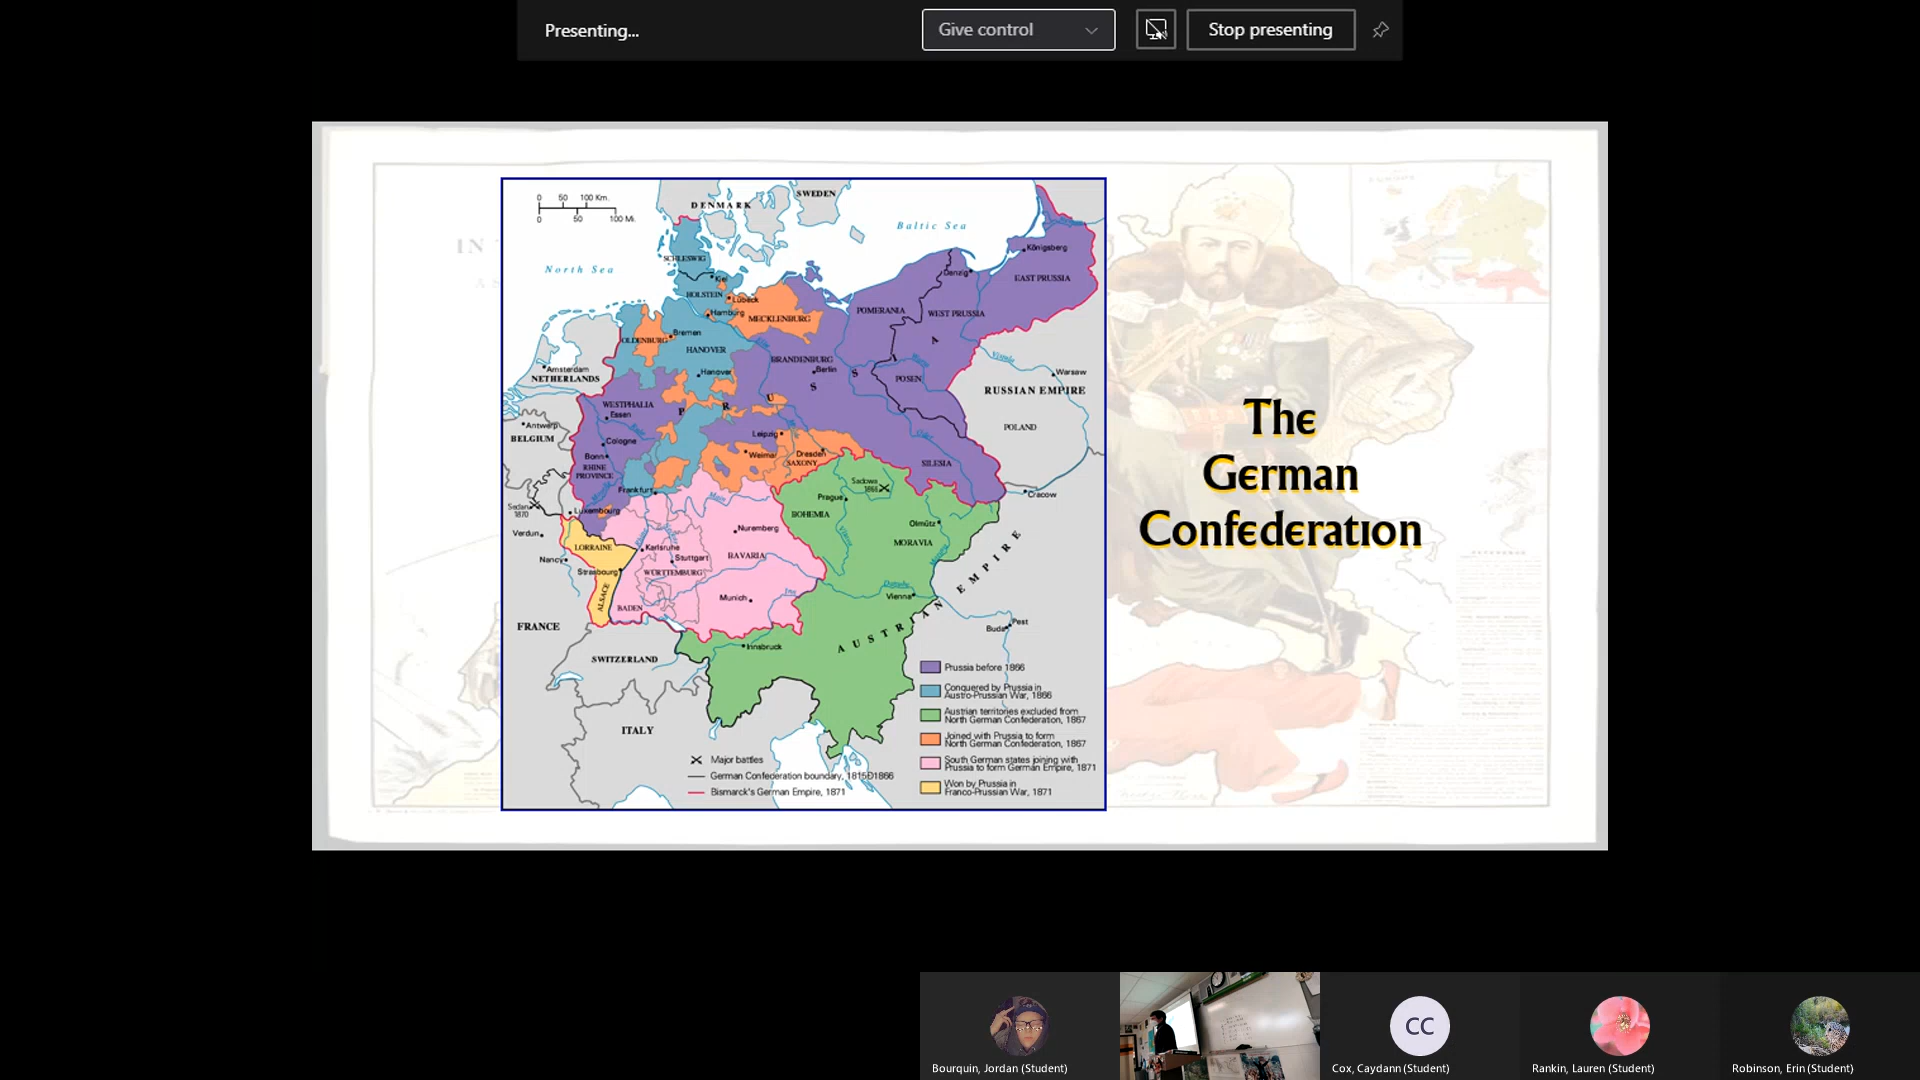 Presenting...
Give control
Stop presenting
0 50 100 Km.
0 50 100 Mi.
DENMARK
SWEDEN
Baltic Sea
North Sea
Königsberg
EAST PRUSSIA
SCHLESWIG
Kiel
Danzig
HOLSTEIN
Lübeck
POMERANIA
WEST PRUSSIA
Hamburg
MECKLENBURG
Bremen
OLDENBURG
HANOVER
BRANDENBURG
Berlin
Hanover
POSEN
Vistula
Warsaw
RUSSIAN EMPIRE
Amsterdam
NETHERLANDS
P R U S S I A
WESTPHALIA
Essen
Antwerp
BELGIUM
Cologne
POLAND
Leipzig
Bonn
Weimar
Dresden
SAXONY
SILESIA
RHINE
PROVINCE
Frankfurt
Main
Prague
Sadowa
1866
Cracow
Sedan
1870
Luxembourg
BOHEMIA
Olmütz
Verdun
Nuremberg
MORAVIA
LORRAINE
Karlsruhe
Nancy
Stuttgart
BAVARIA
Strasbourg
WÜRTTEMBURG
ALSACE
BADEN
Munich
Inn
Danube
Vienna
AUSTRIAN EMPIRE
FRANCE
Buda
Pest
Innsbruck
SWITZERLAND
ITALY
Prussia before 1866
Conquered by Prussia in
Austro-Prussian War, 1866
Austrian territories excluded from
North German Confederation, 1867
Joined with Prussia to form
North German Confederation, 1867
South German states joining with
Prussia to form German Empire, 1871
Won by Prussia in
Franco-Prussian War, 1871
Major battles
German Confederation boundary, 1815Ð1866
Bismarck's German Empire, 1871
The
German
Confederation
Bourquin, Jordan (Student)
CC
Cox, Caydann (Student)
Rankin, Lauren (Student)
Robinson, Erin (Student)